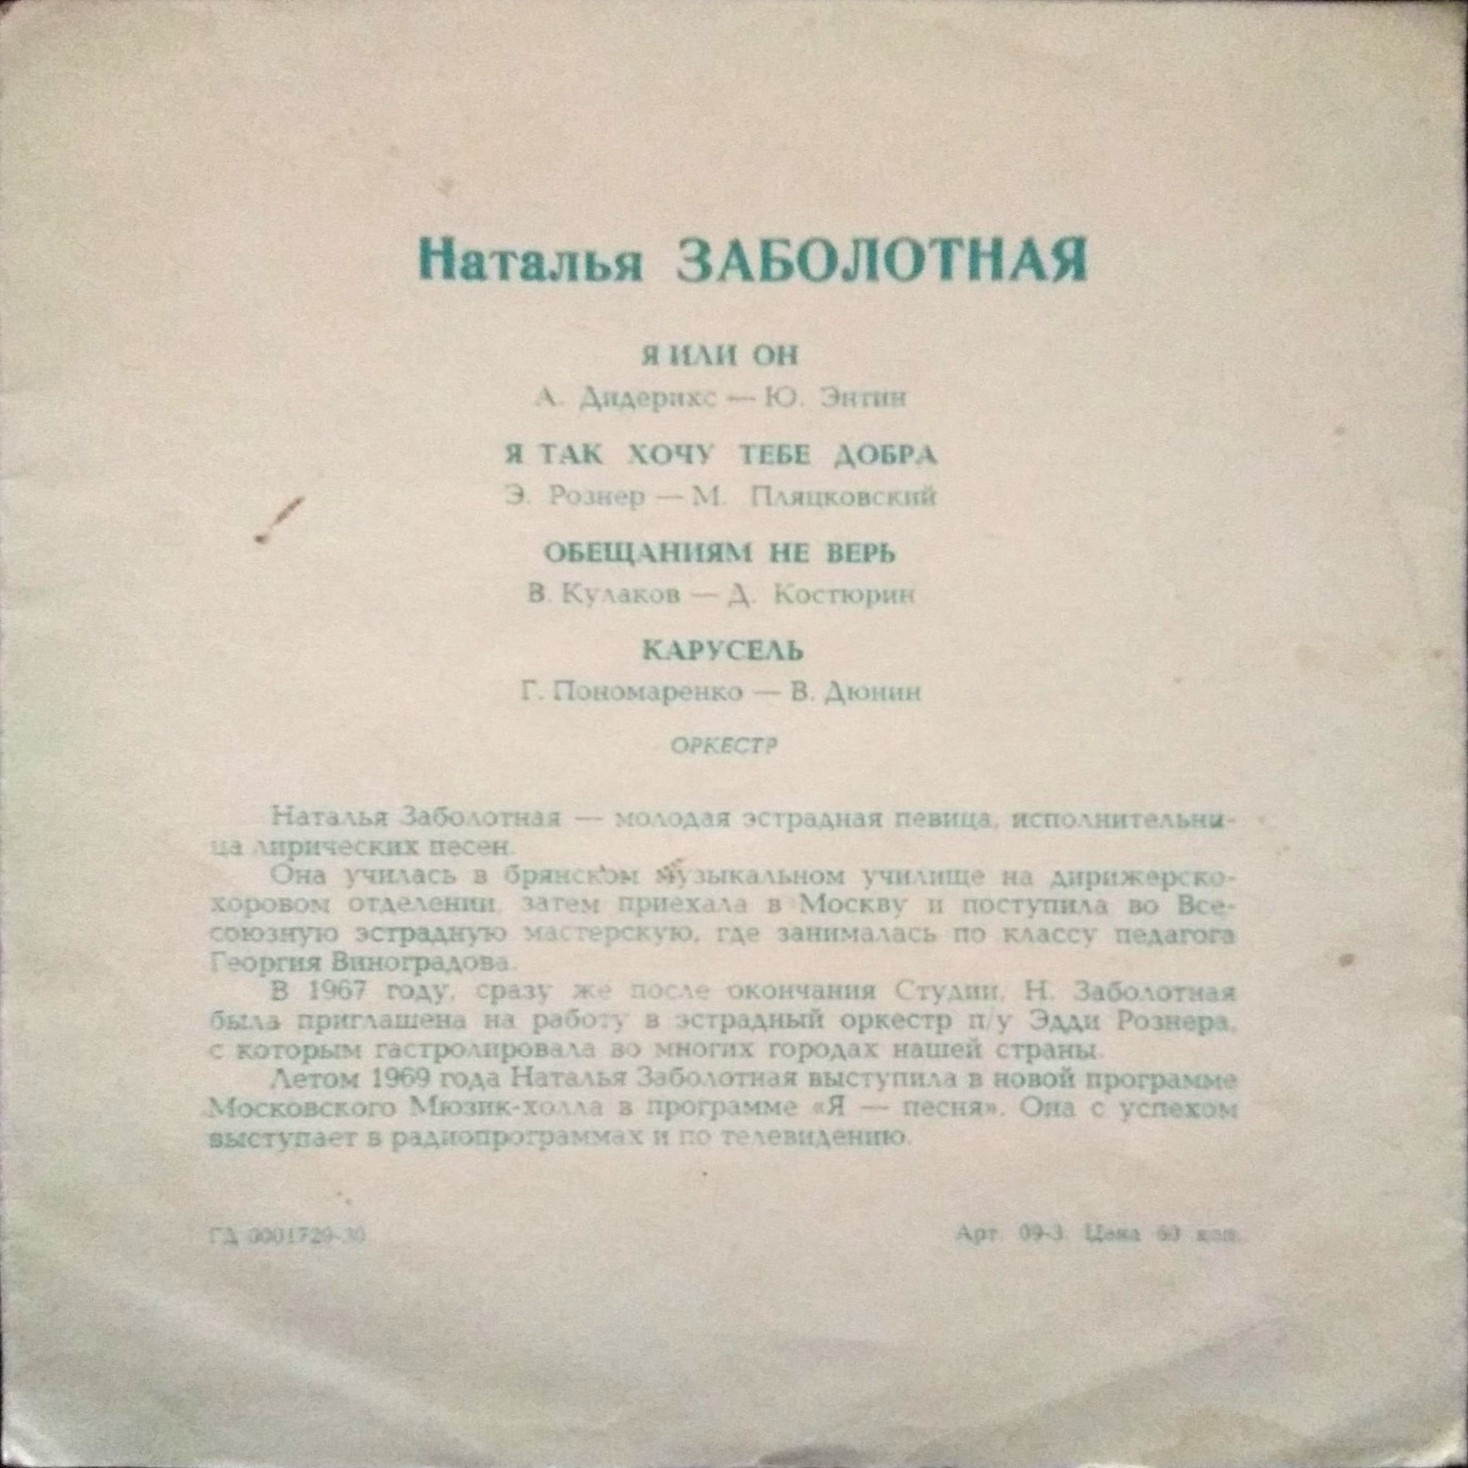 Наталья ЗАБОЛОТНАЯ
Я ИЛИ ОН
А. Дидерихс — Ю. Энтин
Я ТАК ХОЧУ ТЕБЕ ДОБРА
Э. Рознер — М. Пляцковский
ОБЕЩАНИЯМ НЕ ВЕРЬ
В. Кулаков — Д. Костюрин
КАРУСЕЛЬ
Г. Пономаренко — В. Дюнин
ОРКЕСТР
Наталья Заболотная — молодая эстрадная певица, исполнительни-
ца лирических песен.
Она училась в брянском музыкальном училище на дирижерско-
хоровом отделении, затем приехала в Москву и поступила во Все-
союзную эстрадную мастерскую, где занималась по классу педагога
Георгия Виноградова.
В 1967 году, сразу же после окончания Студии, Н. Заболотная
была приглашена на работу в эстрадный оркестр п/у Эдди Рознера,
с которым гастролировала во многих городах нашей страны.
Летом 1969 года Наталья Заболотная выступила в новой программе
Московского Мюзик-холла в программе «Я — песня». Она с успехом
выступает в радиопрограммах и по телевидению.
ГД 0001729-30
Арт. 09-3. Цена 60 коп.